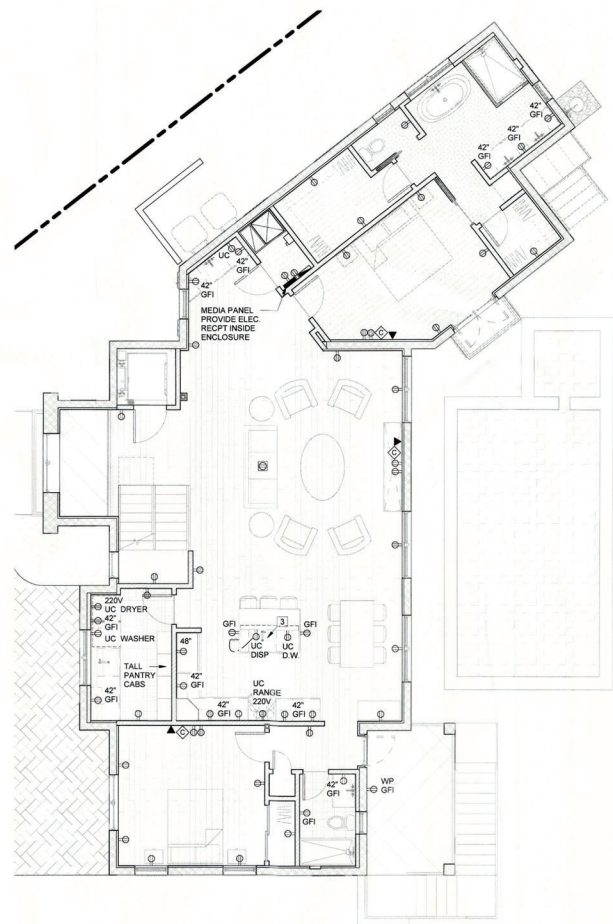 42"
GFI
42"
GFI
42"
GFI
UC
42"
GFI
42"
GFI
MEDIA PANEL
PROVIDE ELEC.
RECPT INSIDE
ENCLOSURE
C
C
220V
UC DRYER
42"
GFI
UC WASHER
TALL
PANTRY
CABS
42"
GFI
48"
42"
GFI
GFI
3
GFI
UC
DISP
UC
D.W.
UC
RANGE
220V
42"
GFI
42"
GFI
C
42"
GFI
GFI
WP
GFI